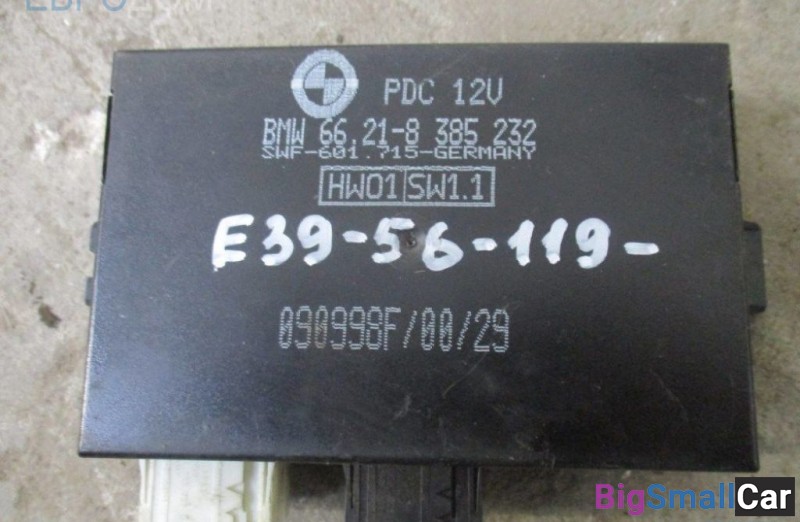 ЕВРО
PDC 12V
BMW 66.21-8 385 232
SWF-601.715-GERMANY
HW01 SW1.1
E39-56-119-
090998F/00/29
BigSmallCar